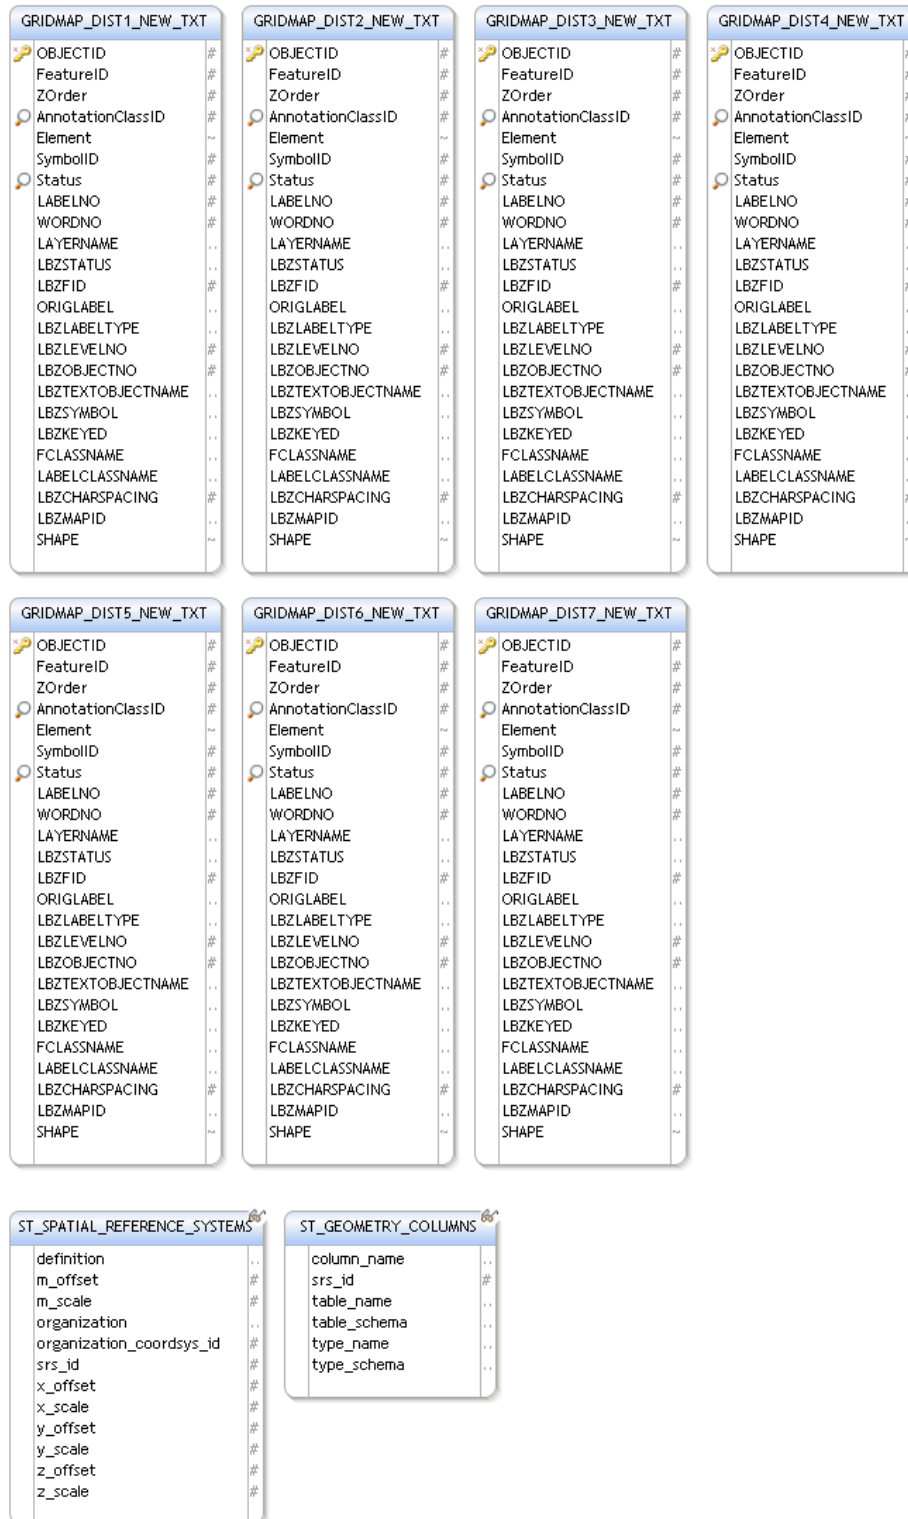 GRIDMAP_DIST1_NEW_TXT
OBJECTID #
FeatureID #
ZOrder #
AnnotationClassID #
Element ~
SymbolID #
Status #
LABELNO #
WORDNO #
LAYERNAME ..
LBZSTATUS ..
LBZFID #
ORIGLABEL ..
LBZLABELTYPE ..
LBZLEVELNO #
LBZOBJECTNO #
LBZTEXTOBJECTNAME ..
LBZSYMBOL ..
LBZKEYED ..
FCLASSNAME ..
LABELCLASSNAME ..
LBZCHARSPACING #
LBZMAPID ..
SHAPE ~
GRIDMAP_DIST2_NEW_TXT
OBJECTID #
FeatureID #
ZOrder #
AnnotationClassID #
Element ~
SymbolID #
Status #
LABELNO #
WORDNO #
LAYERNAME ..
LBZSTATUS ..
LBZFID #
ORIGLABEL ..
LBZLABELTYPE ..
LBZLEVELNO #
LBZOBJECTNO #
LBZTEXTOBJECTNAME ..
LBZSYMBOL ..
LBZKEYED ..
FCLASSNAME ..
LABELCLASSNAME ..
LBZCHARSPACING #
LBZMAPID ..
SHAPE ~
GRIDMAP_DIST3_NEW_TXT
OBJECTID #
FeatureID #
ZOrder #
AnnotationClassID #
Element ~
SymbolID #
Status #
LABELNO #
WORDNO #
LAYERNAME ..
LBZSTATUS ..
LBZFID #
ORIGLABEL ..
LBZLABELTYPE ..
LBZLEVELNO #
LBZOBJECTNO #
LBZTEXTOBJECTNAME ..
LBZSYMBOL ..
LBZKEYED ..
FCLASSNAME ..
LABELCLASSNAME ..
LBZCHARSPACING #
LBZMAPID ..
SHAPE ~
GRIDMAP_DIST4_NEW_TXT
OBJECTID
FeatureID
ZOrder
AnnotationClassID
Element
SymbolID
Status
LABELNO
WORDNO
LAYERNAME
LBZSTATUS
LBZFID
ORIGLABEL
LBZLABELTYPE
LBZLEVELNO
LBZOBJECTNO
LBZTEXTOBJECTNAME
LBZSYMBOL
LBZKEYED
FCLASSNAME
LABELCLASSNAME
LBZCHARSPACING
LBZMAPID
SHAPE
GRIDMAP_DIST5_NEW_TXT
OBJECTID #
FeatureID #
ZOrder #
AnnotationClassID #
Element ~
SymbolID #
Status #
LABELNO #
WORDNO #
LAYERNAME ..
LBZSTATUS ..
LBZFID #
ORIGLABEL ..
LBZLABELTYPE ..
LBZLEVELNO #
LBZOBJECTNO #
LBZTEXTOBJECTNAME ..
LBZSYMBOL ..
LBZKEYED ..
FCLASSNAME ..
LABELCLASSNAME ..
LBZCHARSPACING #
LBZMAPID ..
SHAPE ~
GRIDMAP_DIST6_NEW_TXT
OBJECTID #
FeatureID #
ZOrder #
AnnotationClassID #
Element ~
SymbolID #
Status #
LABELNO #
WORDNO #
LAYERNAME ..
LBZSTATUS ..
LBZFID #
ORIGLABEL ..
LBZLABELTYPE ..
LBZLEVELNO #
LBZOBJECTNO #
LBZTEXTOBJECTNAME ..
LBZSYMBOL ..
LBZKEYED ..
FCLASSNAME ..
LABELCLASSNAME ..
LBZCHARSPACING #
LBZMAPID ..
SHAPE ~
GRIDMAP_DIST7_NEW_TXT
OBJECTID #
FeatureID #
ZOrder #
AnnotationClassID #
Element ~
SymbolID #
Status #
LABELNO #
WORDNO #
LAYERNAME ..
LBZSTATUS ..
LBZFID #
ORIGLABEL ..
LBZLABELTYPE ..
LBZLEVELNO #
LBZOBJECTNO #
LBZTEXTOBJECTNAME ..
LBZSYMBOL ..
LBZKEYED ..
FCLASSNAME ..
LABELCLASSNAME ..
LBZCHARSPACING #
LBZMAPID ..
SHAPE ~
ST_SPATIAL_REFERENCE_SYSTEMS
definition ..
m_offset #
m_scale #
organization ..
organization_coordsys_id #
srs_id #
x_offset #
x_scale #
y_offset #
y_scale #
z_offset #
z_scale #
ST_GEOMETRY_COLUMNS
column_name ..
srs_id #
table_name ..
table_schema ..
type_name ..
type_schema ..